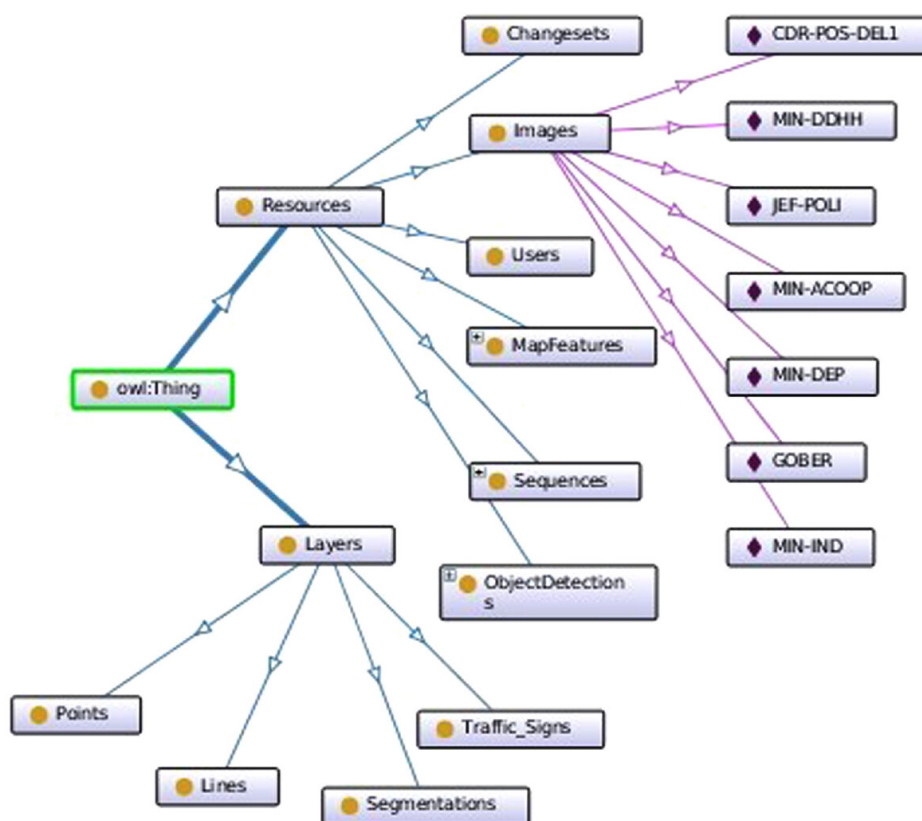 Changesets
CDR-POS-DEL1
Images
MIN-DDHH
Resources
JEF-POLI
Users
MIN-ACOOP
MapFeatures
owl:Thing
MIN-DEP
Sequences
GOBER
Layers
MIN-IND
ObjectDetection
s
Points
Traffic_Signs
Lines
Segmentations